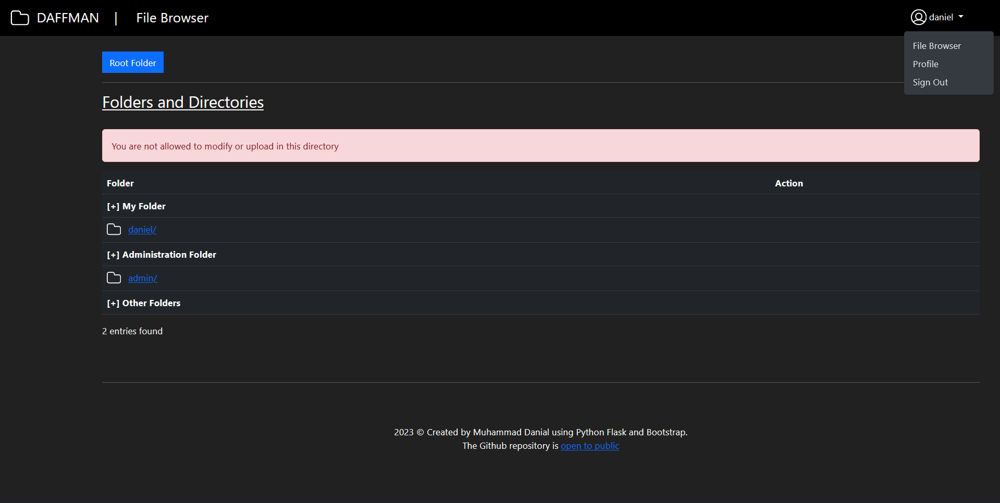 DAFFMAN | File Browser
daniel
File Browser
Profile
Sign Out
Root Folder
Folders and Directories
You are not allowed to modify or upload in this directory
Folder Action
[+] My Folder
daniel/
[+] Administration Folder
admin/
[+] Other Folders
2 entries found
2023 © Created by Muhammad Danial using Python Flask and Bootstrap.
The Github repository is open to public